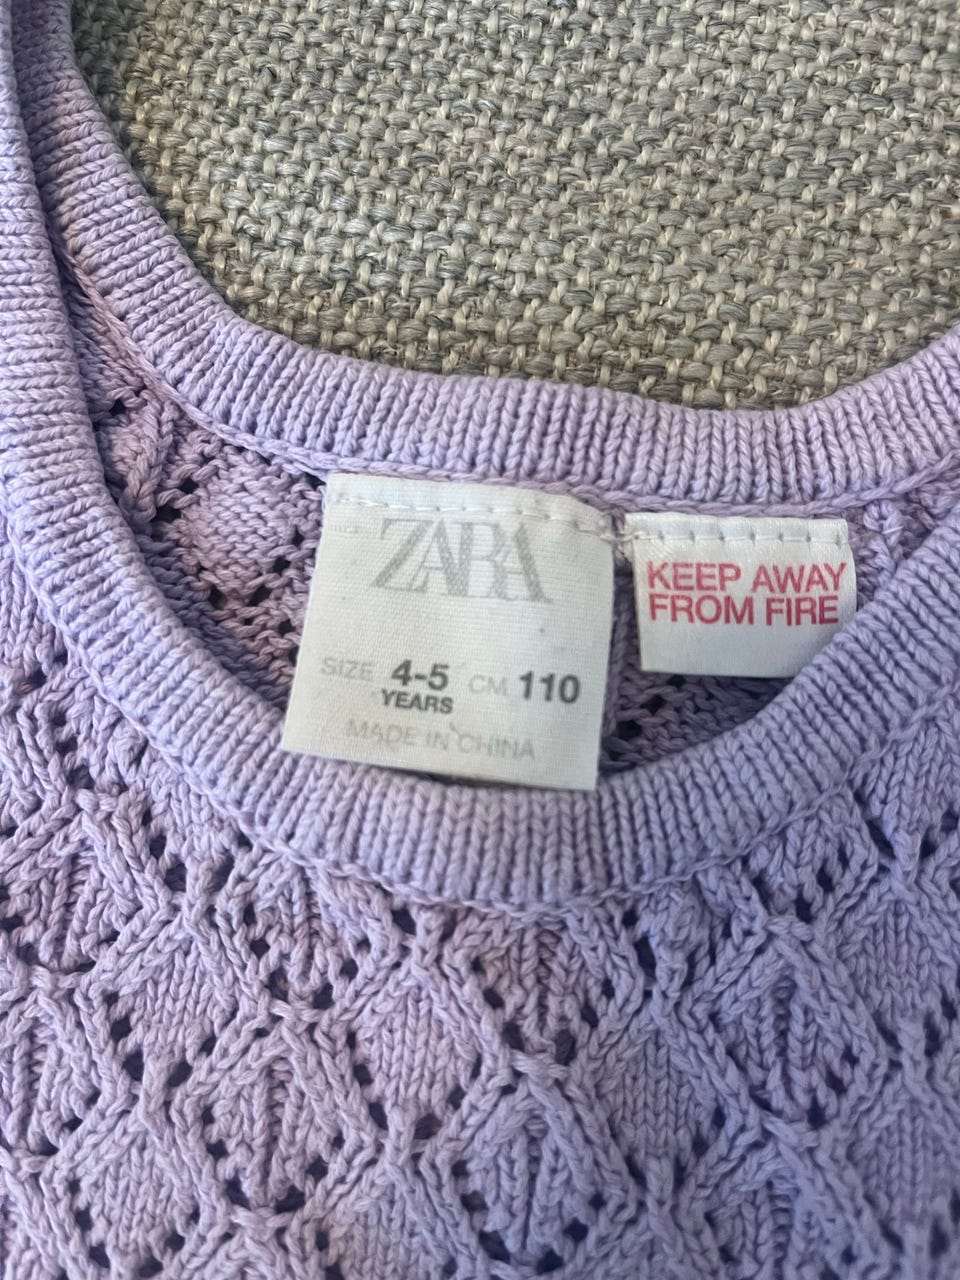 ZARA
SIZE 4-5 CM 110
YEARS
MADE IN CHINA
KEEP AWAY
FROM FIRE